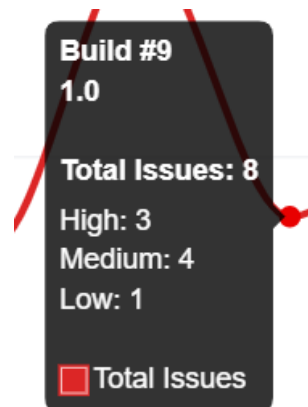 Build #9
1.0
Total Issues: 8
High: 3
Medium: 4
Low: 1
Total Issues